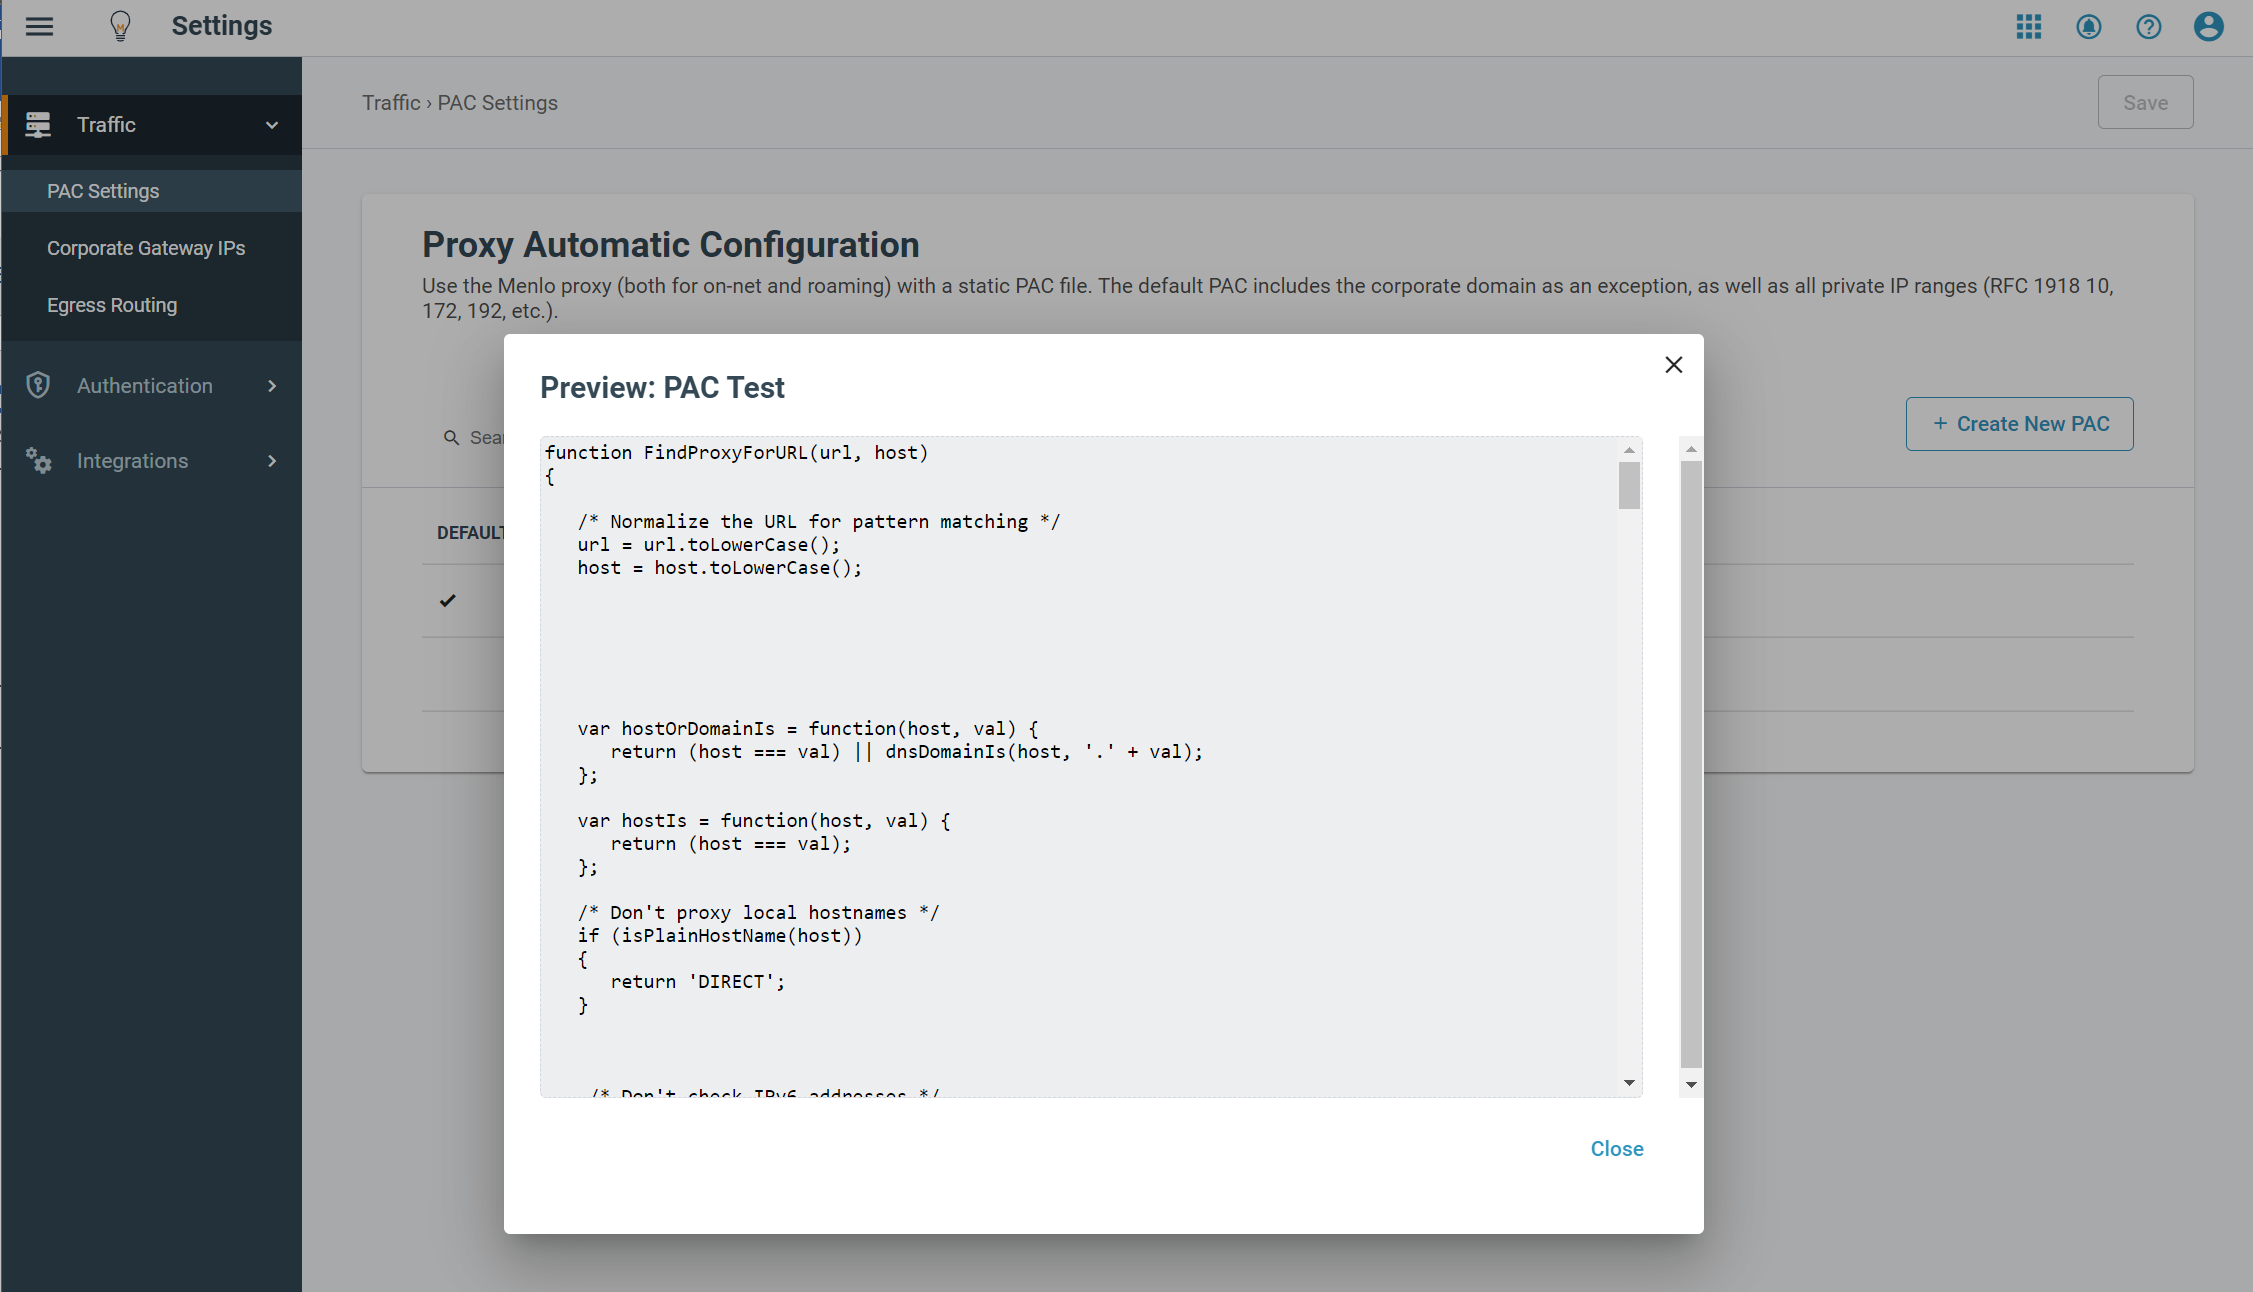 Settings
Traffic
PAC Settings
Corporate Gateway IPs
Egress Routing
Authentication
Integrations
Traffic › PAC Settings
Save
Proxy Automatic Configuration
Use the Menlo proxy (both for on-net and roaming) with a static PAC file. The default PAC includes the corporate domain as an exception, as well as all private IP ranges (RFC 1918 10,
172, 192, etc.).
+ Create New PAC
DEFAULT
Preview: PAC Test
function FindProxyForURL(url, host)
{
/* Normalize the URL for pattern matching */
url = url.toLowerCase();
host = host.toLowerCase();
var hostOrDomainIs = function(host, val) {
return (host === val) || dnsDomainIs(host, '.' + val);
};
var hostIs = function(host, val) {
return (host === val);
};
/* Don't proxy local hostnames */
if (isPlainHostName(host))
{
return 'DIRECT';
}
/* Don't check IPv6 addresses */
Close